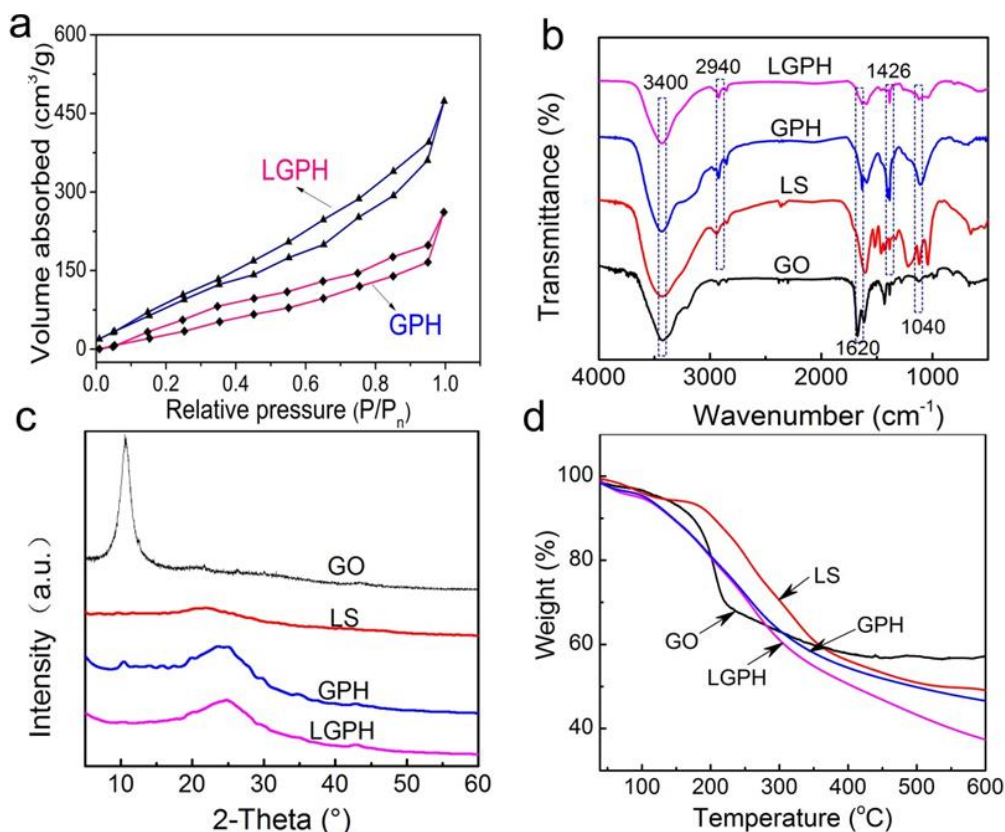 a
600
450
300
150
0
Volume absorbed (cm³/g)
LGPH
GPH
0.0 0.2 0.4 0.6 0.8 1.0
Relative pressure (P/Pₙ)
b
3400
2940
LGPH
1426
GPH
LS
GO
1620
1040
Transmittance (%)
4000 3000 2000 1000
Wavenumber (cm⁻¹)
c
GO
LS
GPH
LGPH
Intensity (a.u.)
10 20 30 40 50 60
2-Theta (°)
d
100
80
60
40
Weight (%)
LS
GPH
GO
LGPH
0 100 200 300 400 500 600
Temperature (°C)